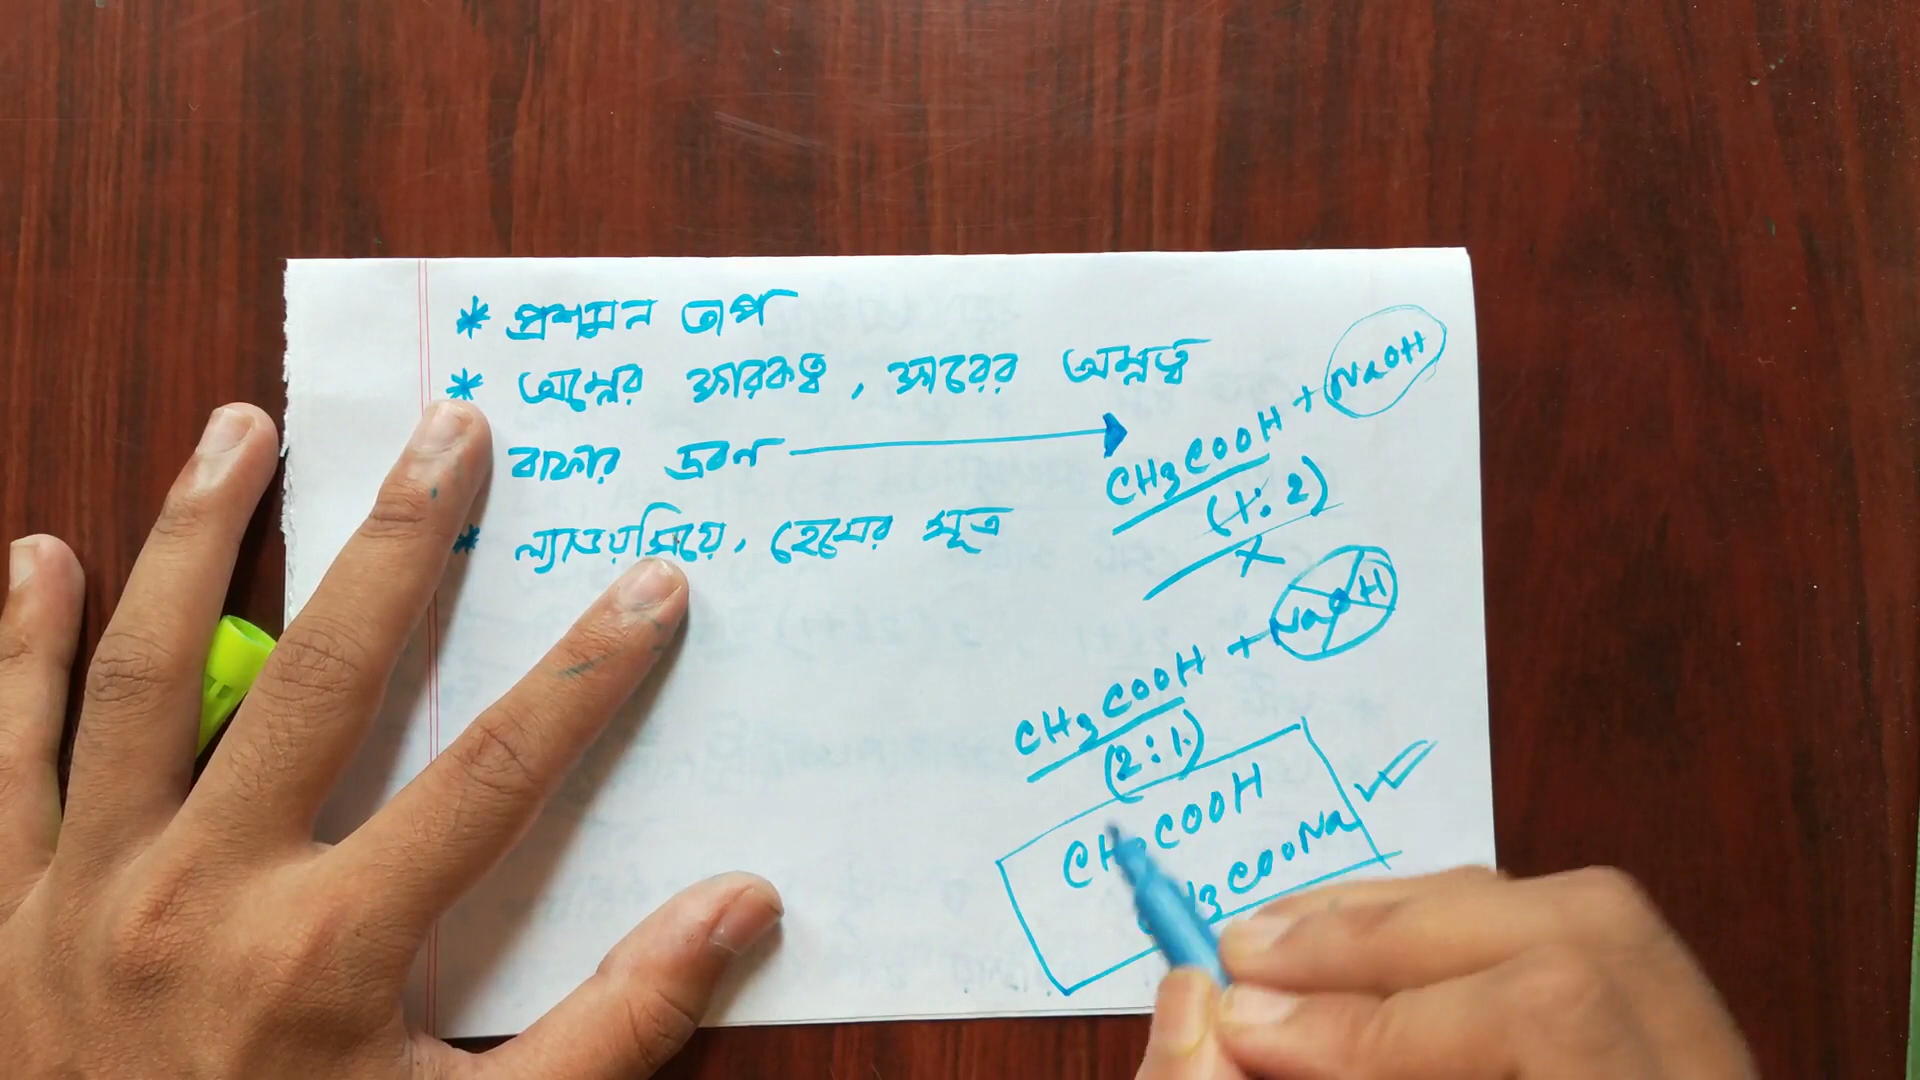 * প্রশমন তাপ
* অম্লের ক্ষারকত্ব, ক্ষারের অম্লত্ব
বাফার দ্রবণ →
CH3COOH + NaOH
(1:2)
x
* ল্যাভয়সিয়ে, হেসের সূত্র
CH3COOH + NaOH
(2:1)
CH3COOH
CH3COONa ✓